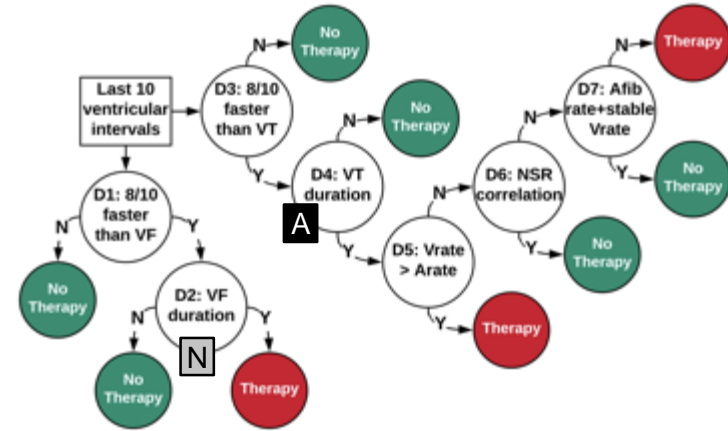 Last 10
ventricular
intervals
D1: 8/10
faster
than VF
N
Y
No
Therapy
D2: VF
duration
N
Y
N
No
Therapy
Therapy
D3: 8/10
faster
than VT
N
No
Therapy
Y
D4: VT
duration
A
N
No
Therapy
Y
D5: Vrate
> Arate
Y
Therapy
N
D6: NSR
correlation
Y
No
Therapy
N
D7: Afib
rate+stable
Vrate
N
Therapy
Y
No
Therapy